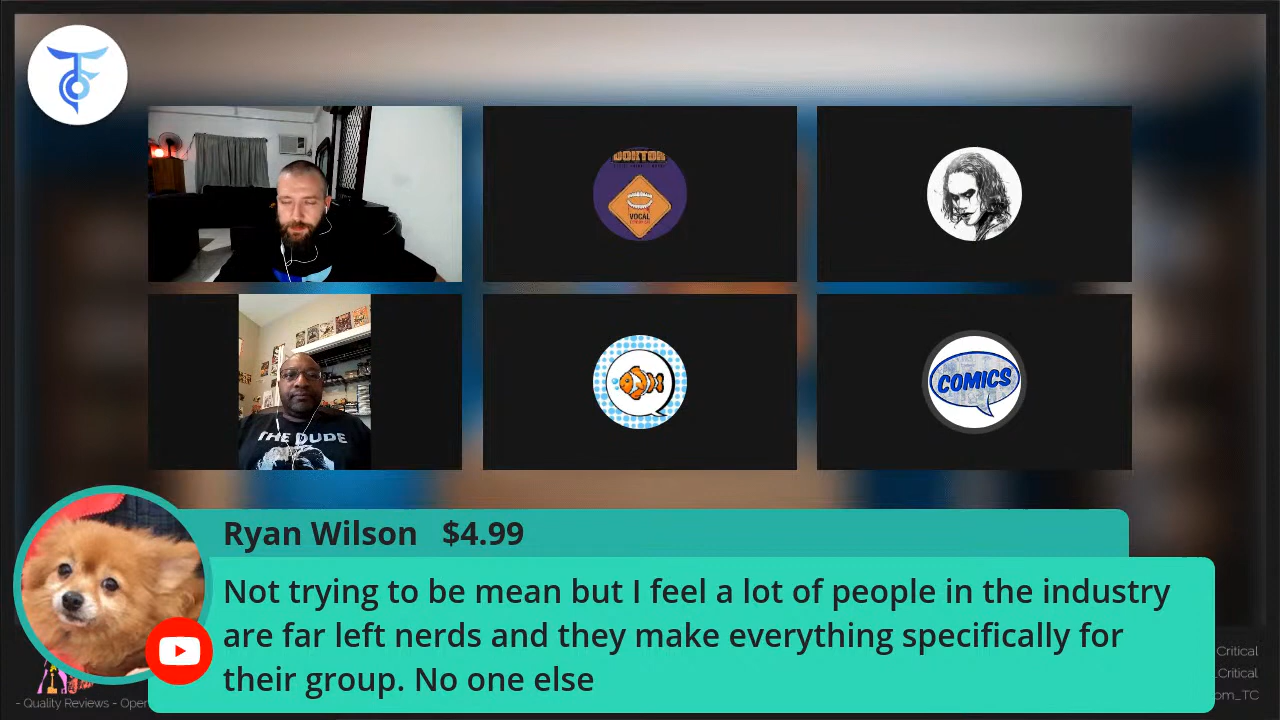 VOCAL
THE DUDE
COMICS
Ryan Wilson $4.99
Not trying to be mean but I feel a lot of people in the industry
are far left nerds and they make everything specifically for
their group. No one else
Critical
Critical
om_TC
- Quality Reviews - Oper